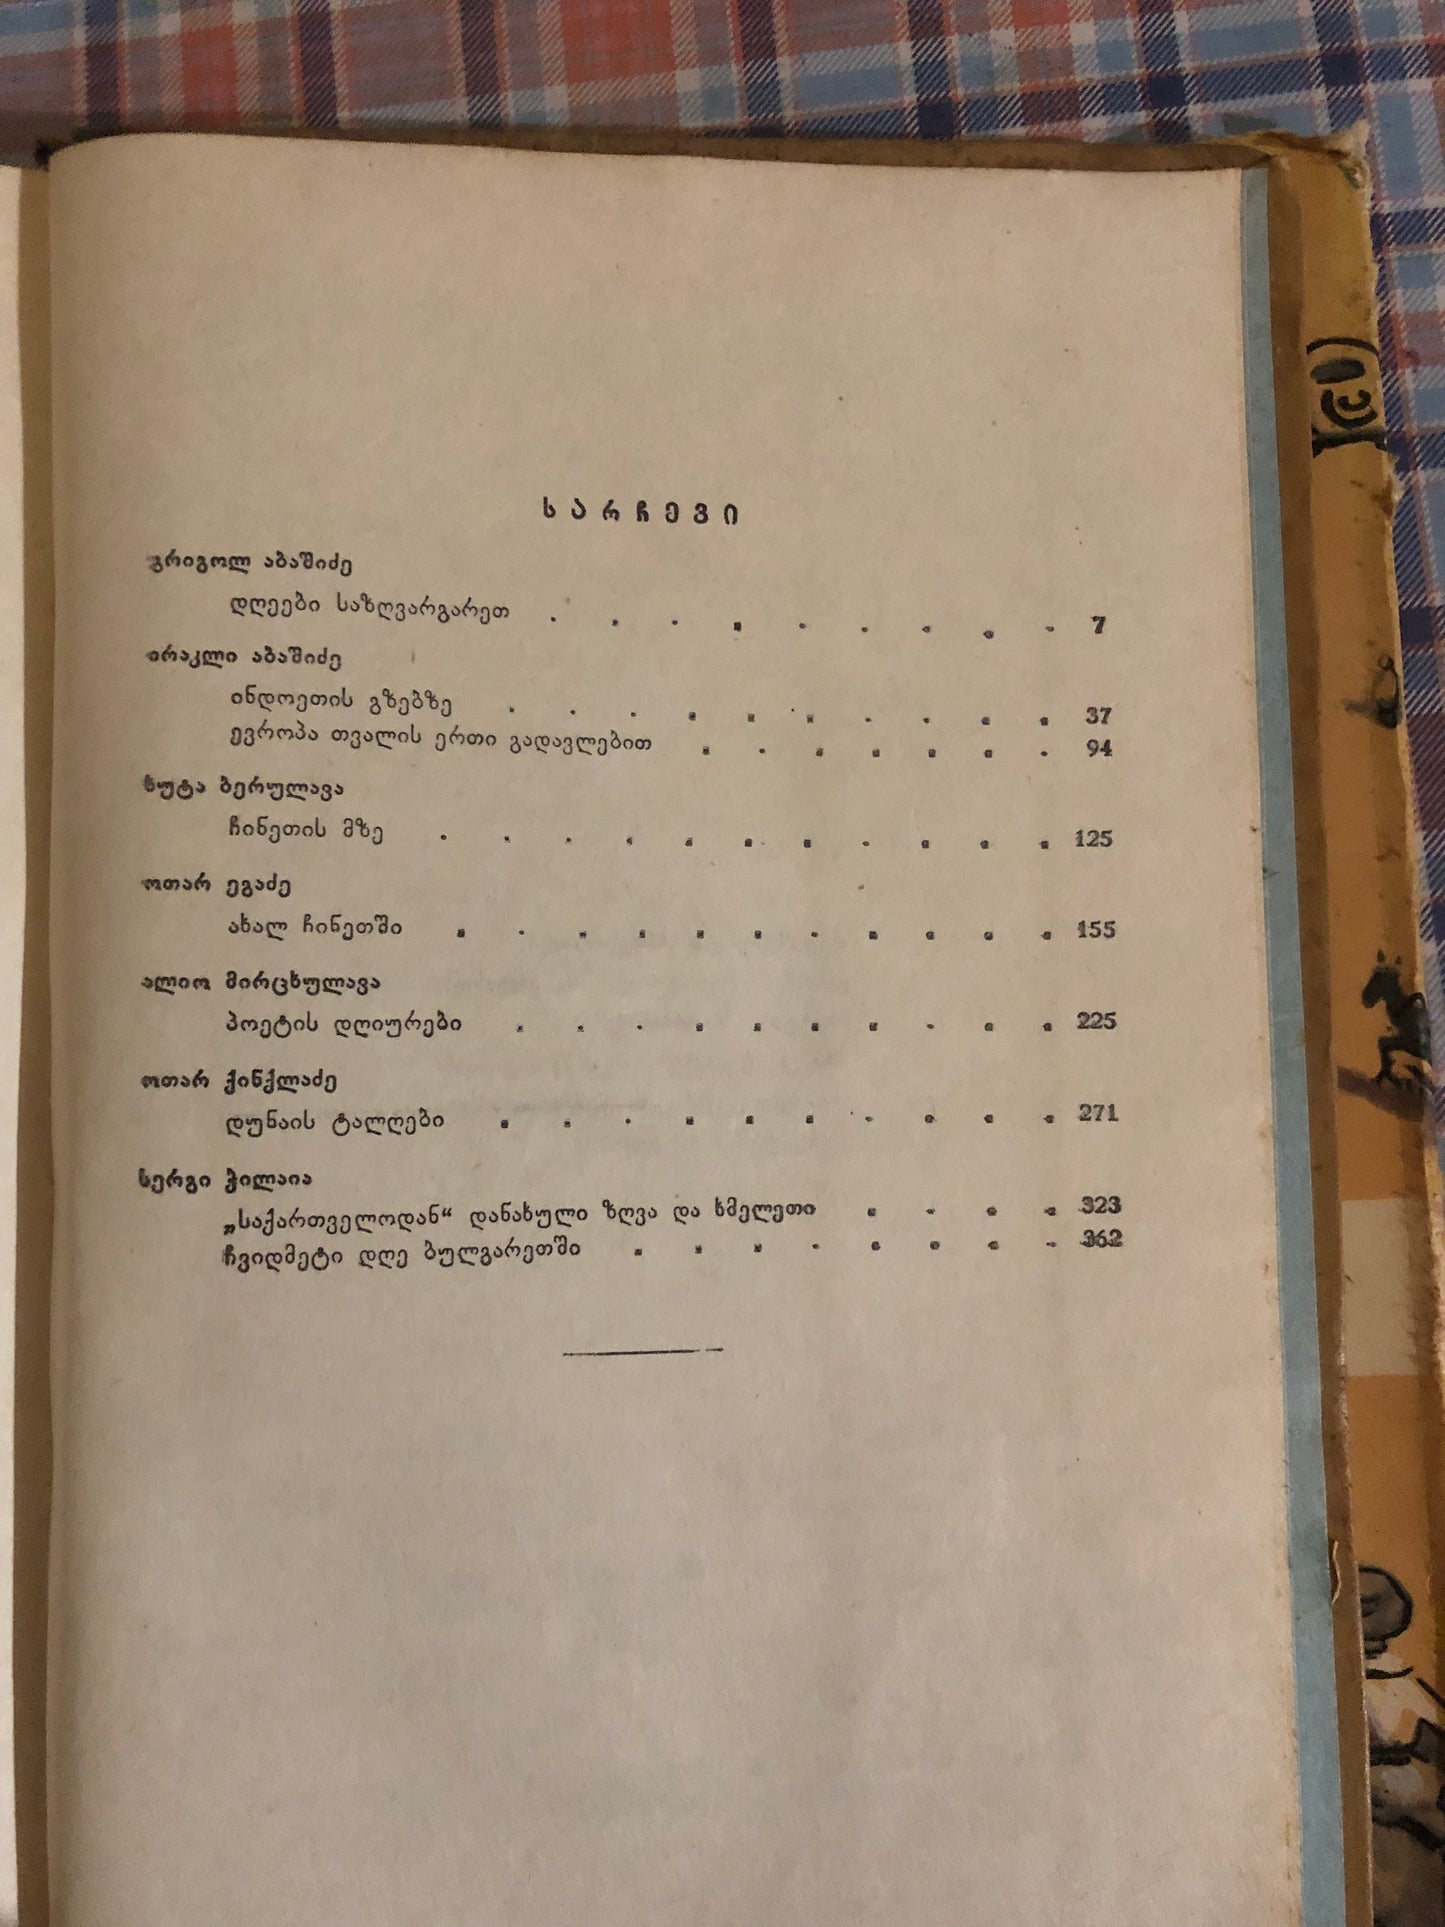 სარჩევი
გრიგოლ აბაშიძე
დღეები საზღვარგარეთ . . . . . . . . . 7
ირაკლი აბაშიძე
ინდოეთის გზებზე . . . . . . . . . . 37
ევროპა თვალის ერთი გადავლებით . . . . . . . 94
ხუტა ბერულავა
ჩინეთის მზე . . . . . . . . . . . 125
ოთარ ეგაძე
ახალ ჩინეთში . . . . . . . . . . . 155
ალიო მირცხულავა
პოეტის დღიურები . . . . . . . . . . 225
ოთარ ქინქლაძე
დუნაის ტალღები . . . . . . . . . . 271
სერგი ჭილაია
„საქართველოდან“ დანახული ზღვა და ხმელეთი . . . . 323
ჩვიდმეტი დღე ბულგარეთში . . . . . . . . 362